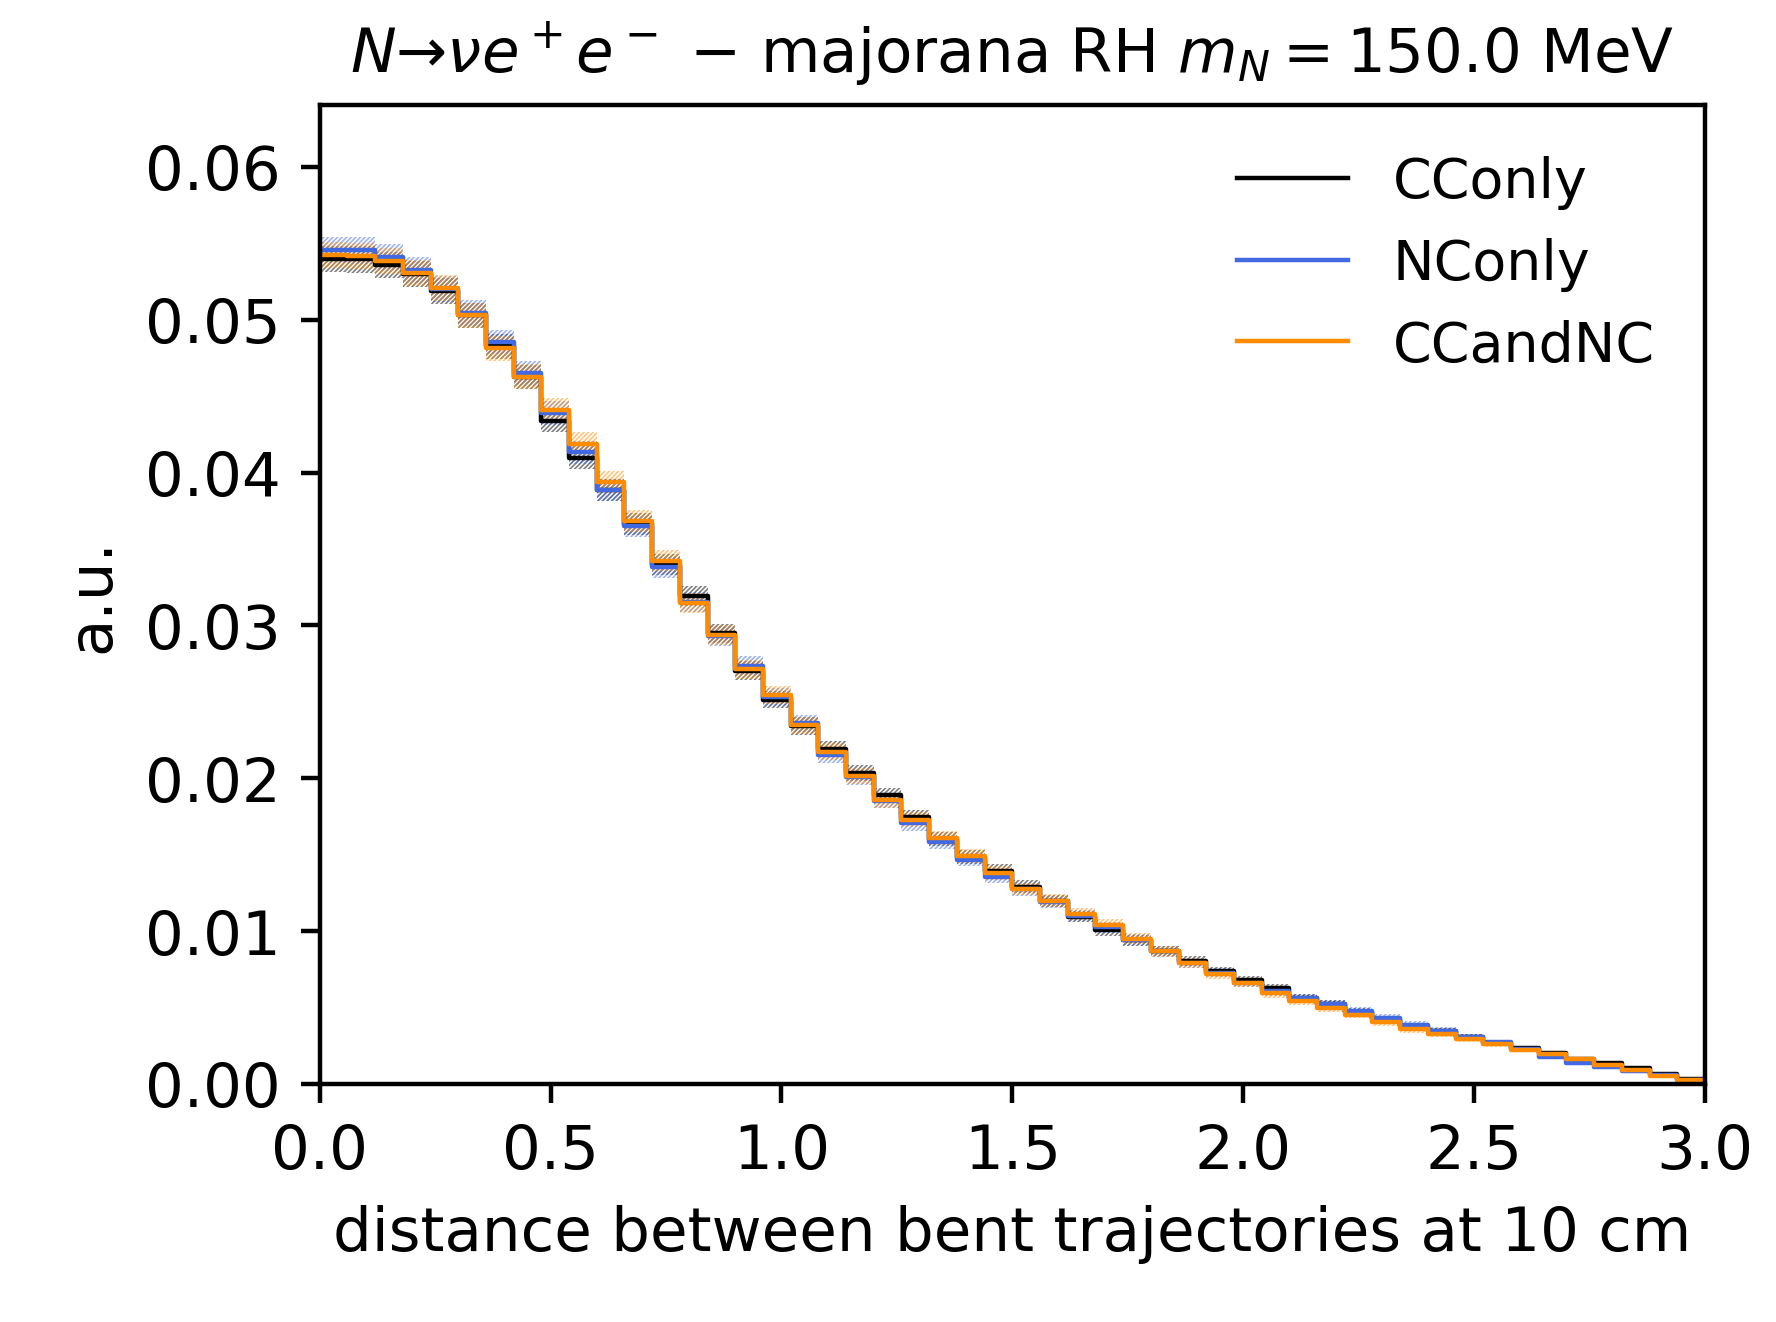 N→νe⁺e⁻ − majorana RH m_N = 150.0 MeV
CConly
NConly
CCandNC
0.06
0.05
0.04
0.03
0.02
0.01
0.00
a.u.
0.0 0.5 1.0 1.5 2.0 2.5 3.0
distance between bent trajectories at 10 cm